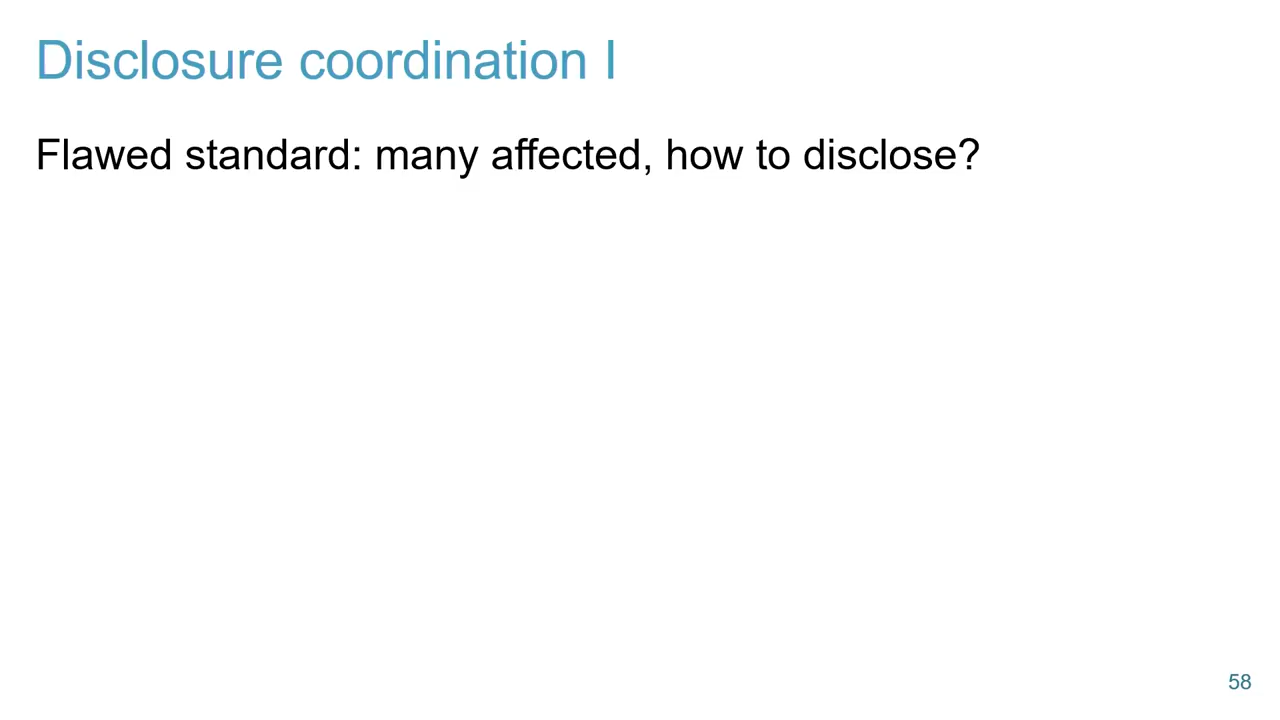 Disclosure coordination I
Flawed standard: many affected, how to disclose?
58